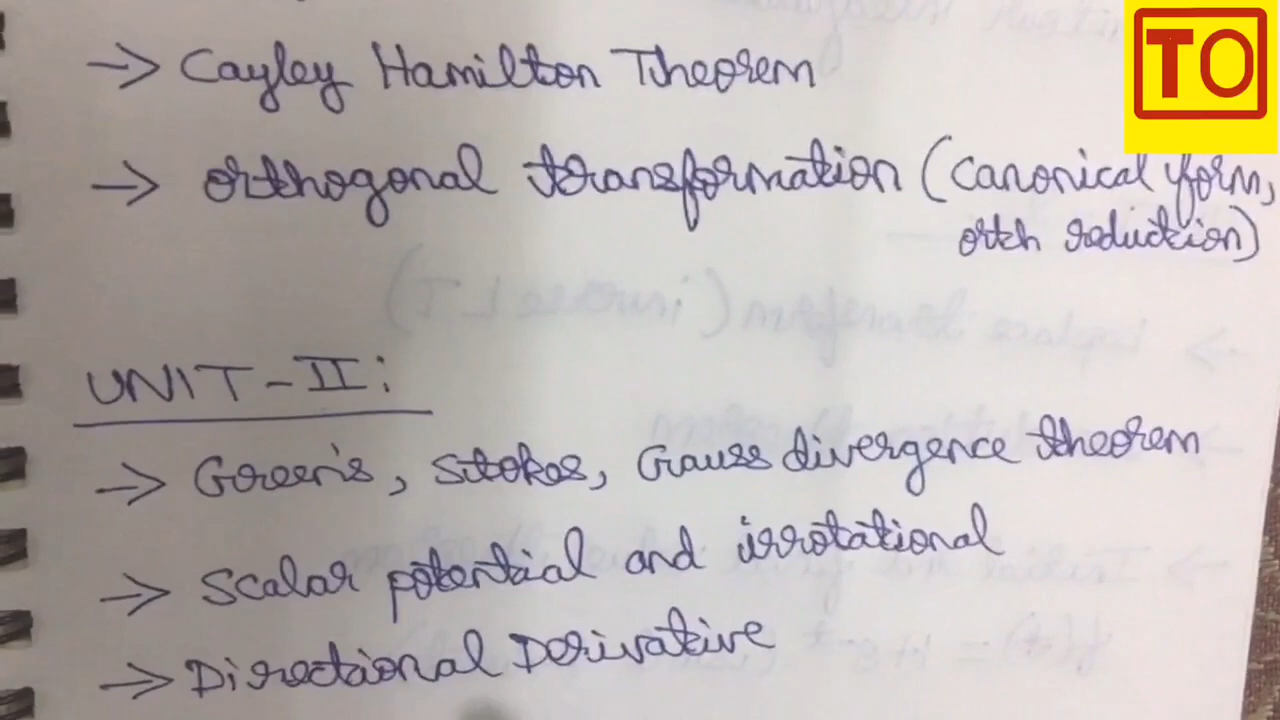 TO
→ Cayley Hamilton Theorem
→ orthogonal transformation (canonical form,
orth reduction)
UNIT-II:
→ Green's, Stokes, Gauss divergence theorem
→ Scalar potential and irrotational
→ Directional Derivative